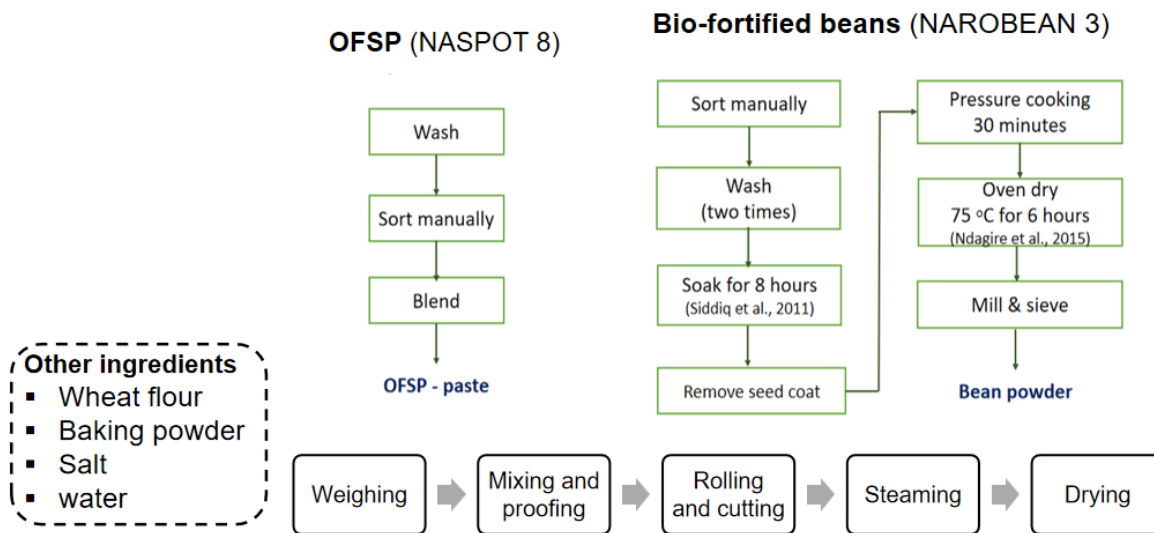 OFSP (NASPOT 8)
Wash
Sort manually
Blend
OFSP - paste
Bio-fortified beans (NAROBEAN 3)
Sort manually
Wash
(two times)
Soak for 8 hours
(Siddiq et al., 2011)
Remove seed coat
Pressure cooking
30 minutes
Oven dry
75 ºC for 6 hours
(Ndagire et al., 2015)
Mill & sieve
Bean powder
Other ingredients
▪ Wheat flour
▪ Baking powder
▪ Salt
▪ water
Weighing
Mixing and
proofing
Rolling
and cutting
Steaming
Drying